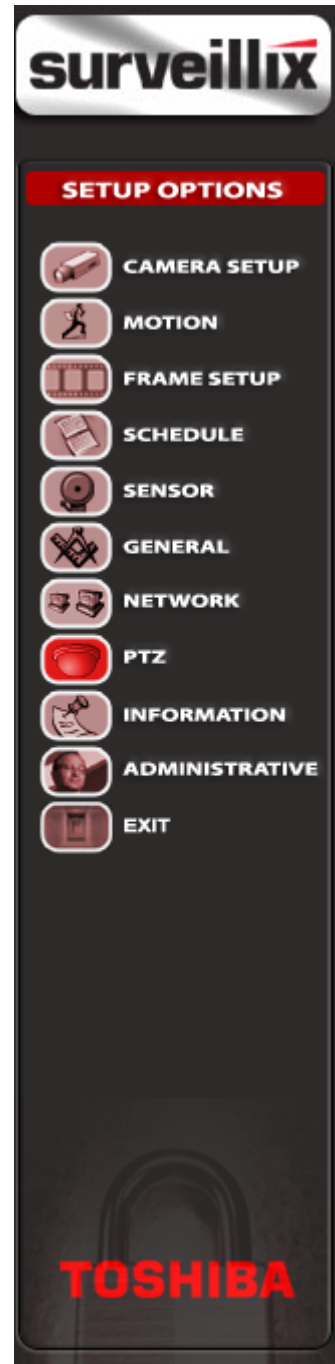 surveillix
SETUP OPTIONS
CAMERA SETUP
MOTION
FRAME SETUP
SCHEDULE
SENSOR
GENERAL
NETWORK
PTZ
INFORMATION
ADMINISTRATIVE
EXIT
TOSHIBA